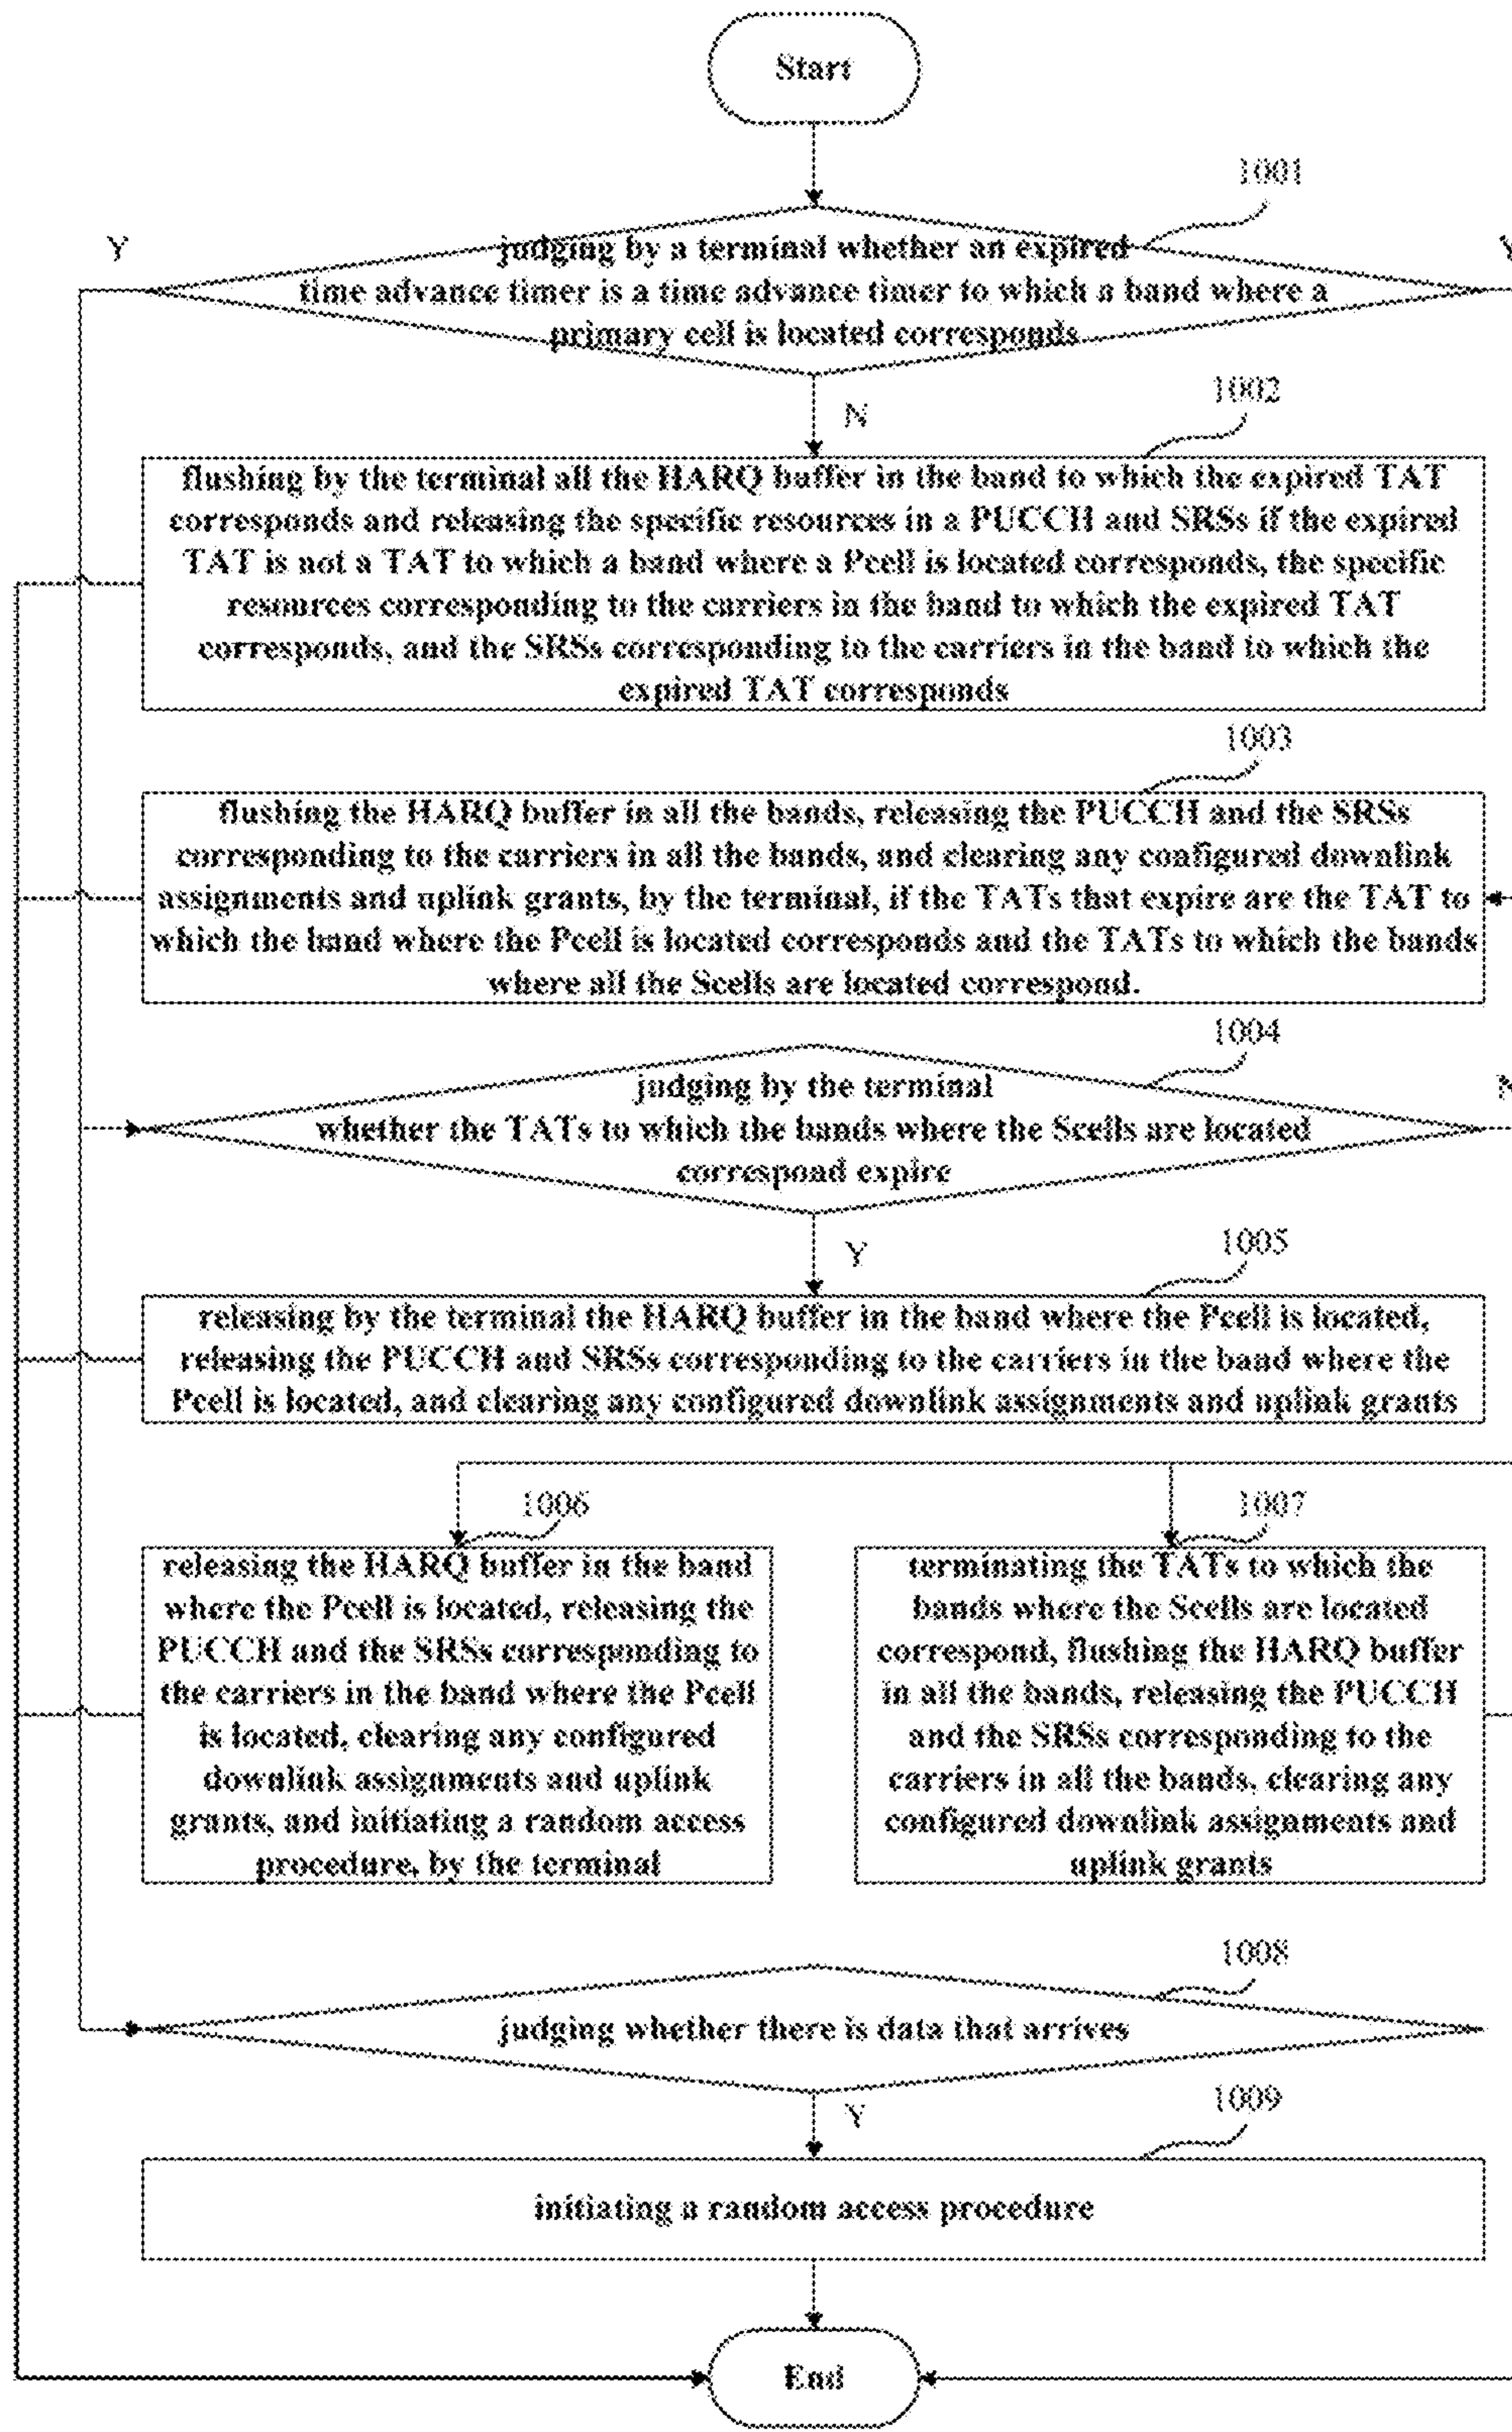 Start
1001
Y
Y
judging by a terminal whether an expired
time advance timer is a time advance timer to which a band where a
primary cell is located corresponds
1002
N
flushing by the terminal all the HARQ buffer in the band to which the expired TAT
corresponds and releasing the specific resources in a PUCCH and SRSs if the expired
TAT is not a TAT to which a band where a Pcell is located corresponds, the specific
resources corresponding to the carriers in the band to which the expired TAT
corresponds, and the SRSs corresponding to the carriers in the band to which the
expired TAT corresponds
1003
flushing the HARQ buffer in all the bands, releasing the PUCCH and the SRSs
corresponding to the carriers in all the bands, and clearing any configured downlink
assignments and uplink grants, by the terminal, if the TATs that expire are the TAT to
which the band where the Pcell is located corresponds and the TATs to which the bands
where all the Scells are located correspond.
1004
N
judging by the terminal
whether the TATs to which the bands where the Scells are located
correspond expire
Y
1005
releasing by the terminal the HARQ buffer in the band where the Pcell is located,
releasing the PUCCH and SRSs corresponding to the carriers in the band where the
Pcell is located, and clearing any configured downlink assignments and uplink grants
1006
releasing the HARQ buffer in the band
where the Pcell is located, releasing the
PUCCH and the SRSs corresponding to
the carriers in the band where the Pcell
is located, clearing any configured
downlink assignments and uplink
grants, and initiating a random access
procedure, by the terminal
1007
terminating the TATs to which the
bands where the Scells are located
correspond, flushing the HARQ buffer
in all the bands, releasing the PUCCH
and the SRSs corresponding to the
carriers in all the bands, clearing any
configured downlink assignments and
uplink grants
1008
judging whether there is data that arrives
Y
1009
initiating a random access procedure
End